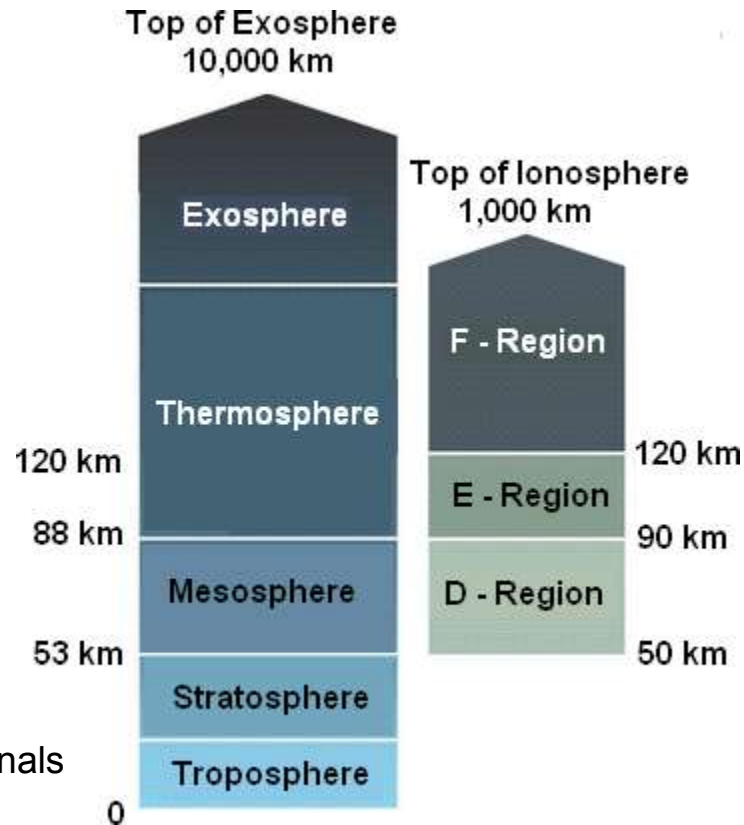 Top of Exosphere
10,000 km
Exosphere
Thermosphere
120 km
88 km
Mesosphere
53 km
Stratosphere
Troposphere
0
Top of Ionosphere
1,000 km
F - Region
120 km
E - Region
90 km
D - Region
50 km
nals